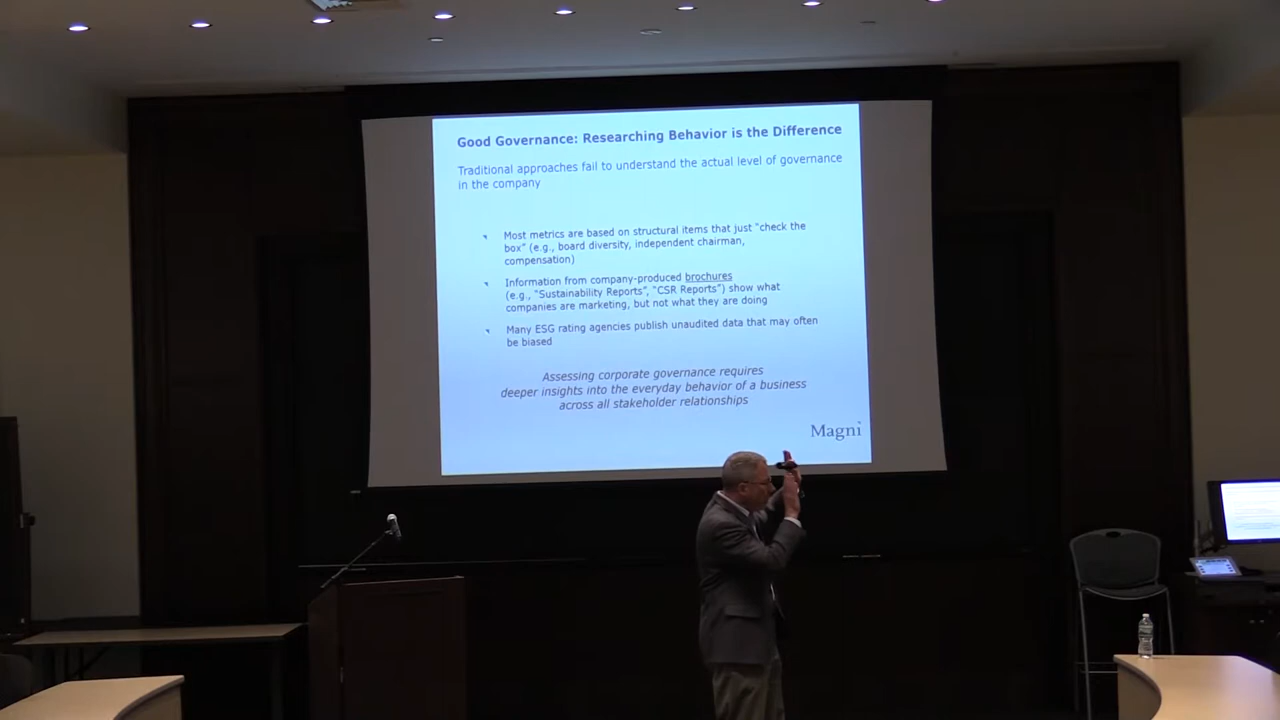 Good Governance: Researching Behavior is the Difference
Traditional approaches fail to understand the actual level of governance
in the company
Most metrics are based on structural items that just "check the
box" (e.g., board diversity, independent chairman,
compensation)
Information from company-produced brochures
(e.g., "Sustainability Reports", "CSR Reports") show what
companies are marketing, but not what they are doing
Many ESG rating agencies publish unaudited data that may often
be biased
Assessing corporate governance requires
deeper insights into the everyday behavior of a business
across all stakeholder relationships
Magni